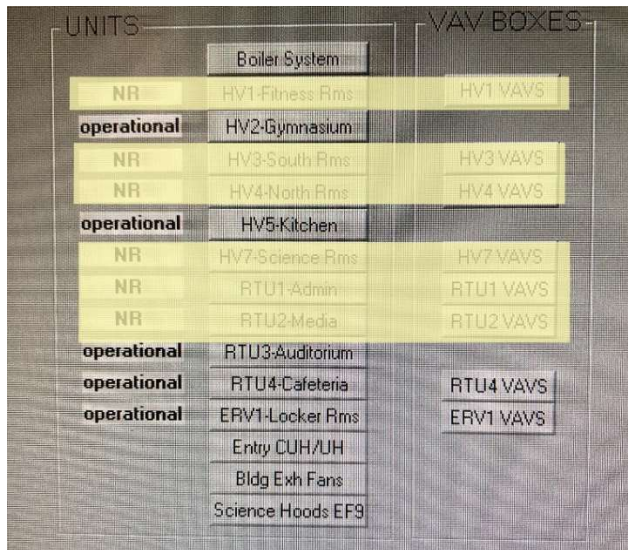 UNITS VAV BOXES
Boiler System
NR HV1-Fitness Rms HV1 VAVS
operational HV2-Gymnasium
NR HV3-South Rms HV3 VAVS
NR HV4-North Rms HV4 VAVS
operational HV5-Kitchen
NR HV7-Science Rms HV7 VAVS
NR RTU1-Admin RTU1 VAVS
NR RTU2-Media RTU2 VAVS
operational RTU3-Auditorium
operational RTU4-Cafeteria RTU4 VAVS
operational ERV1-Locker Rms ERV1 VAVS
Entry CUH/UH
Bldg Exh Fans
Science Hoods EF9